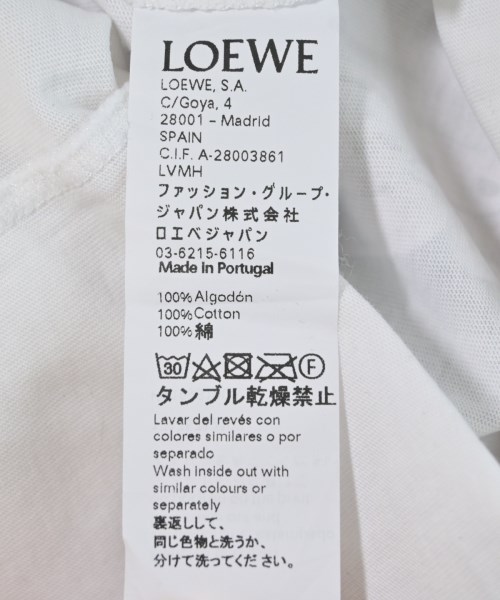 LOEWE
LOEWE, S.A.
C/Goya, 4
28001 – Madrid
SPAIN
C.I.F. A-28003861
LVMH
ファッション・グループ・
ジャパン株式会社
ロエベジャパン
03-6215-6116
Made in Portugal
100% Algodón
100% Cotton
100% 綿
30 F
タンブル乾燥禁止
Lavar del revés con
colores similares o por
separado
Wash inside out with
similar colours or
separately
裏返しして、
同じ色物と洗うか、
分けて洗ってください。